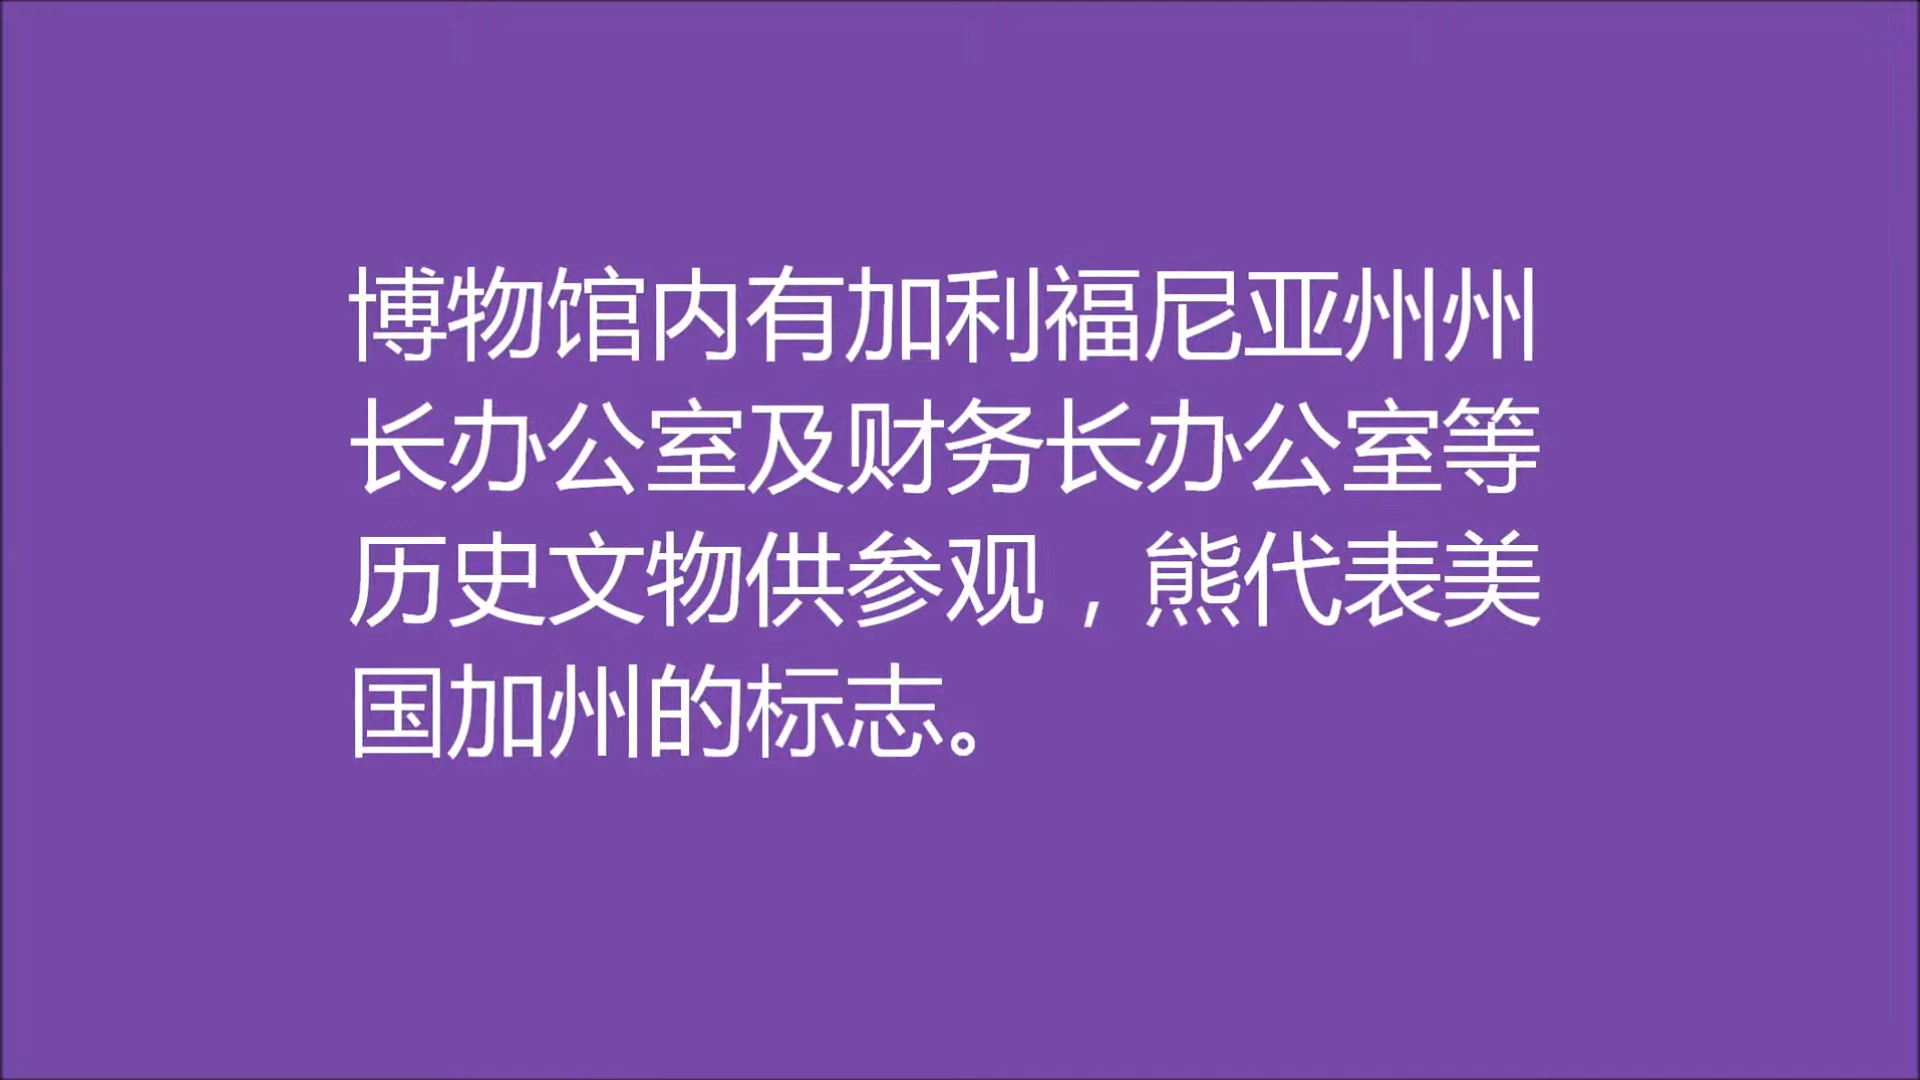 博物馆内有加利福尼亚州州
长办公室及财务长办公室等
历史文物供参观，熊代表美
国加州的标志。